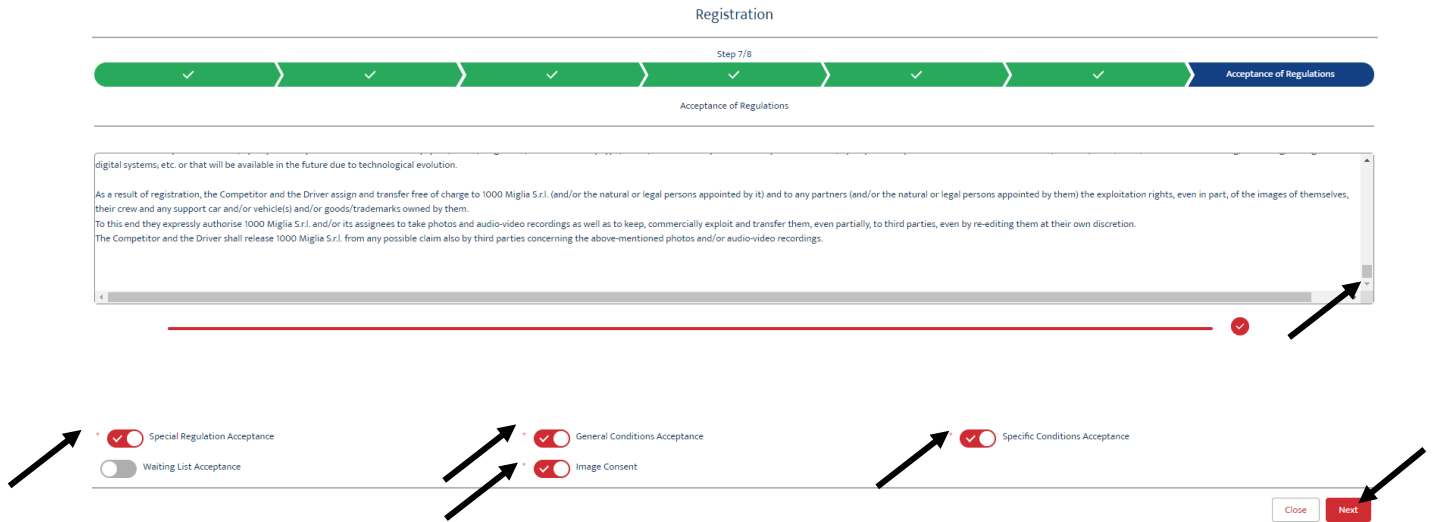 Registration
Step 7/8
Acceptance of Regulations
Acceptance of Regulations
digital systems; etc. or that will be available in the future due to technological evolution.
As a result of registration, the Competitor and the Driver assign and transfer free of charge to 1000 Miglia S.r.l. (and/or the natural or legal persons appointed by it) and to any partners (and/or the natural or legal persons appointed by them) the exploitation rights, even in part, of the images of themselves,
their crew and any support car and/or vehicle(s) and/or goods/trademarks owned by them.
To this end they expressly authorise 1000 Miglia S.r.l. and/or its assignees to take photos and audio-video recordings as well as to keep, commercially exploit and transfer them, even partially, to third parties, even by re-editing them at their own discretion.
The Competitor and the Driver shall release 1000 Miglia S.r.l. from any possible claim also by third parties concerning the above-mentioned photos and/or audio-video recordings.
* Special Regulation Acceptance
* General Conditions Acceptance
* Specific Conditions Acceptance
Waiting List Acceptance
* Image Consent
Close
Next